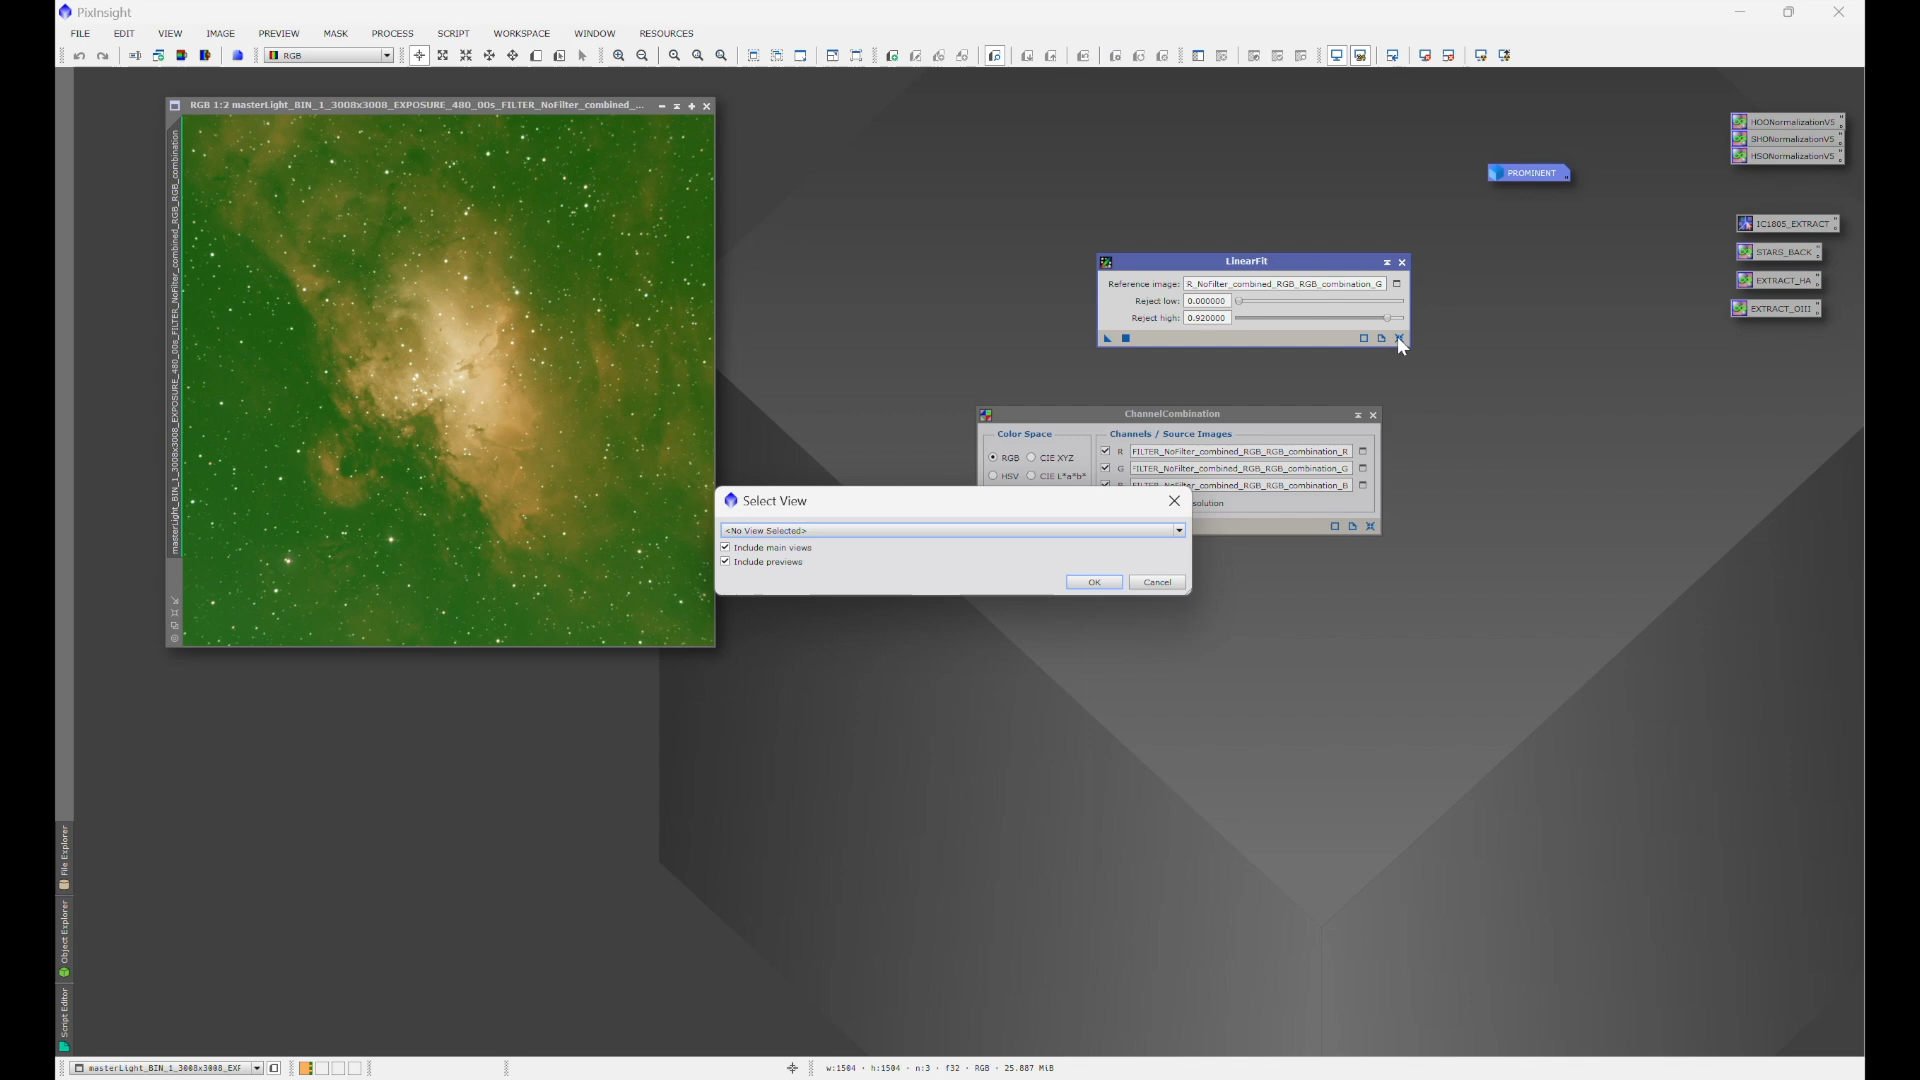 PixInsight
FILE EDIT VIEW IMAGE PREVIEW MASK PROCESS SCRIPT WORKSPACE WINDOW RESOURCES
RGB
RGB 1:2 masterLight_BIN_1_3008x3008_EXPOSURE_480_00s_FILTER_NoFilter_combined_...
masterLight_BIN_1_3008x3008_EXPOSURE_480_00s_FILTER_NoFilter_combined_RGB_RGB_combination
HOONormalizationV5
SHONormalizationV5
HSONormalizationV5
PROMINENT
IC1805_EXTRACT
STARS_BACK
EXTRACT_HA
EXTRACT_OIII
LinearFit
Reference image: R_NoFilter_combined_RGB_RGB_combination_G
Reject low: 0.000000
Reject high: 0.920000
ChannelCombination
Color Space
Channels / Source Images
RGB CIE XYZ
HSV CIE L*a*b*
R FILTER_NoFilter_combined_RGB_RGB_combination_R
G FILTER_NoFilter_combined_RGB_RGB_combination_G
FILTER_NoFilter_combined_RGB_RGB_combination_B
solution
Select View
<No View Selected>
Include main views
Include previews
OK Cancel
File Explorer
Object Explorer
Script Editor
masterLight_BIN_1_3008x3008_EXF
w:1504 · h:1504 · n:3 · f32 · RGB · 25.887 MiB